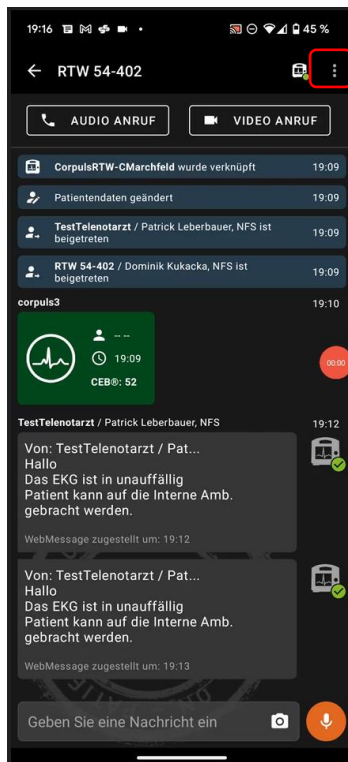 19:16 45 %
RTW 54-402
AUDIO ANRUF VIDEO ANRUF
CorpulsRTW-CMarchfeld wurde verknüpft 19:09
Patientendaten geändert 19:09
TestTelenotarzt / Patrick Leberbauer, NFS ist
beigetreten 19:09
RTW 54-402 / Dominik Kukacka, NFS ist
beigetreten 19:09
corpuls3 19:10
-- --
19:09
CEB®: 52
00:00
TestTelenotarzt / Patrick Leberbauer, NFS 19:12
Von: TestTelenotarzt / Pat...
Hallo
Das EKG ist in unauffällig
Patient kann auf die Interne Amb.
gebracht werden.
WebMessage zugestellt um: 19:12
Von: TestTelenotarzt / Pat...
Hallo
Das EKG ist in unauffällig
Patient kann auf die Interne Amb.
gebracht werden.
WebMessage zugestellt um: 19:13
Geben Sie eine Nachricht ein